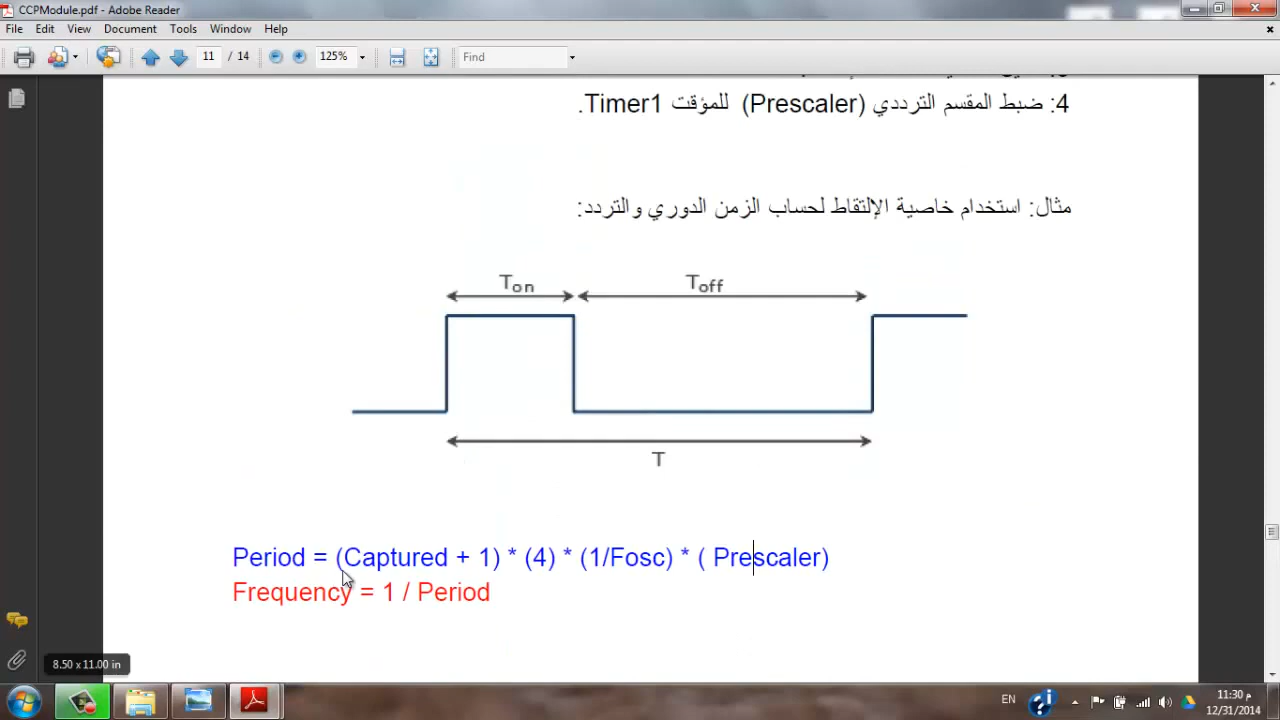 CCPModule.pdf - Adobe Reader
File Edit View Document Tools Window Help
11 / 14 125% Find
4: ضبط المقسم الترددي (Prescaler) للمؤقت Timer1.
مثال: استخدام خاصية الإلتقاط لحساب الزمن الدوري والتردد:
Ton Toff
T
Period = (Captured + 1) * (4) * (1/Fosc) * ( Prescaler)
Frequency = 1 / Period
8.50 x 11.00 in
EN 11:30 م
12/31/2014